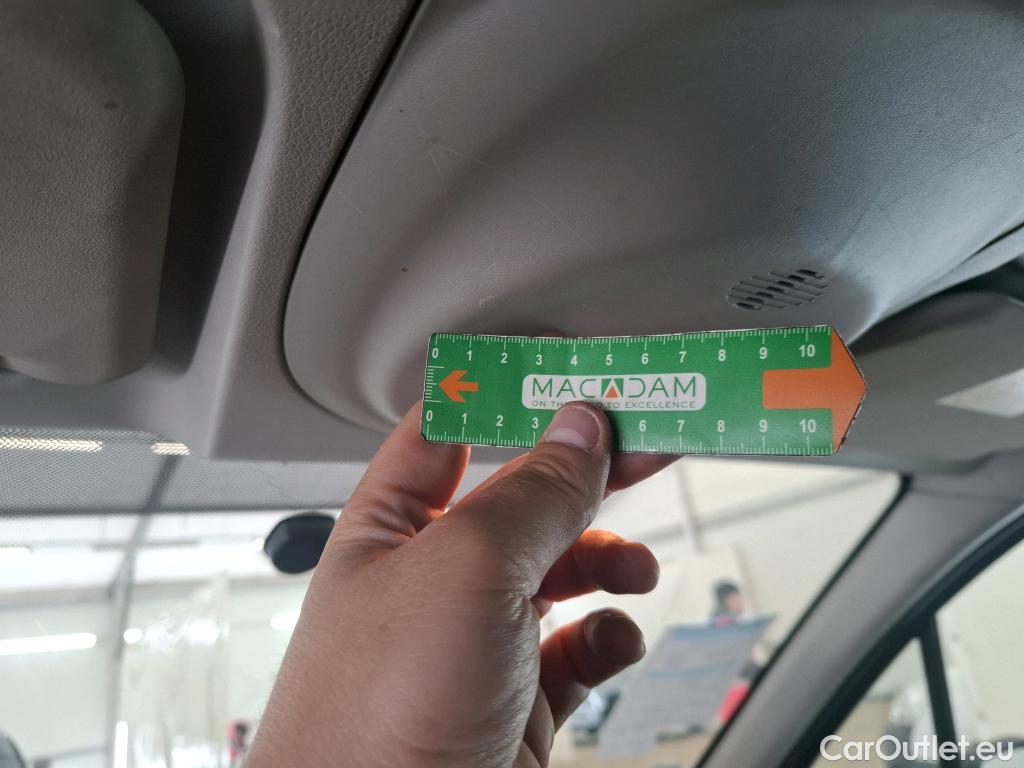 0 1 2 3 4 5 6 7 8 9 10
MACADAM
ON THE TO EXCELLENCE
0 1 2 3 6 7 8 9 10
CarOutlet.eu